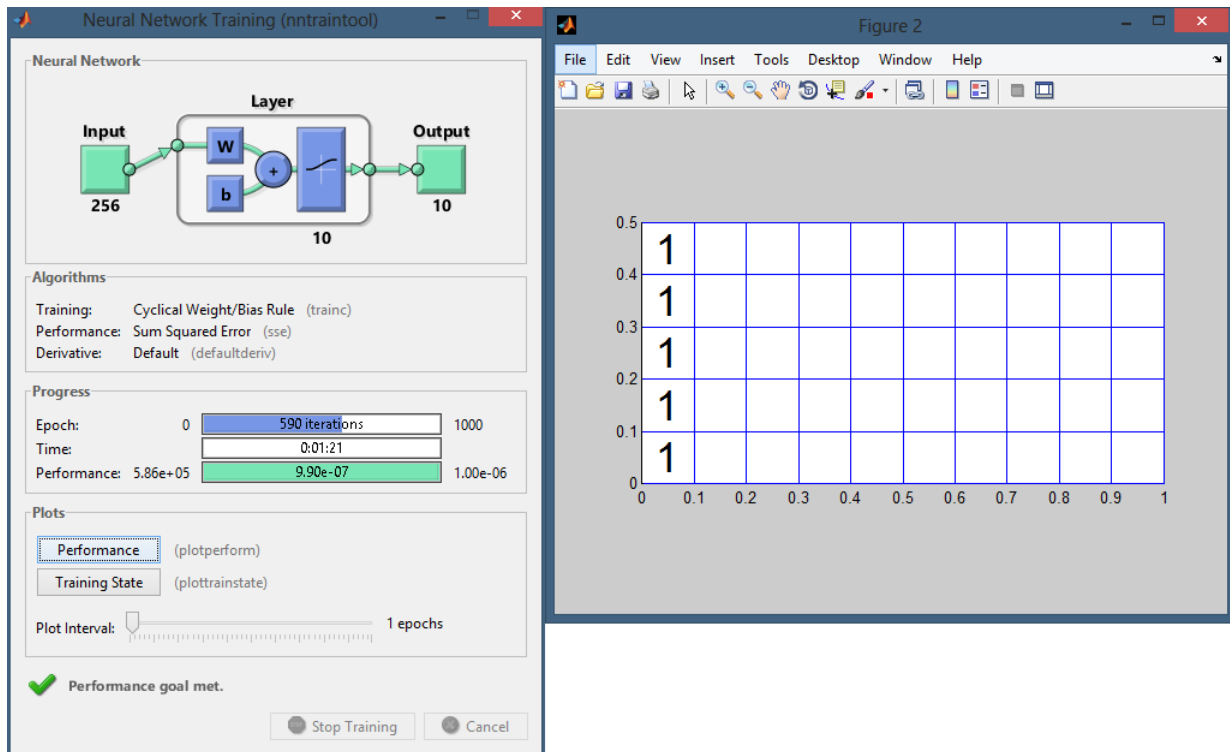 Neural Network Training (nntraintool)
Neural Network
Layer
Input
Output
W
b
+
256
10
10
Algorithms
Training: Cyclical Weight/Bias Rule (trainc)
Performance: Sum Squared Error (sse)
Derivative: Default (defaultderiv)
Progress
Epoch: 0 590 iterations 1000
Time: 0:01:21
Performance: 5.86e+05 9.90e-07 1.00e-06
Plots
Performance (plotperform)
Training State (plottrainstate)
Plot Interval: 1 epochs
Performance goal met.
Stop Training Cancel
Figure 2
File Edit View Insert Tools Desktop Window Help
0.5
1
0.4
1
0.3
1
0.2
1
0.1
1
0
0 0.1 0.2 0.3 0.4 0.5 0.6 0.7 0.8 0.9 1